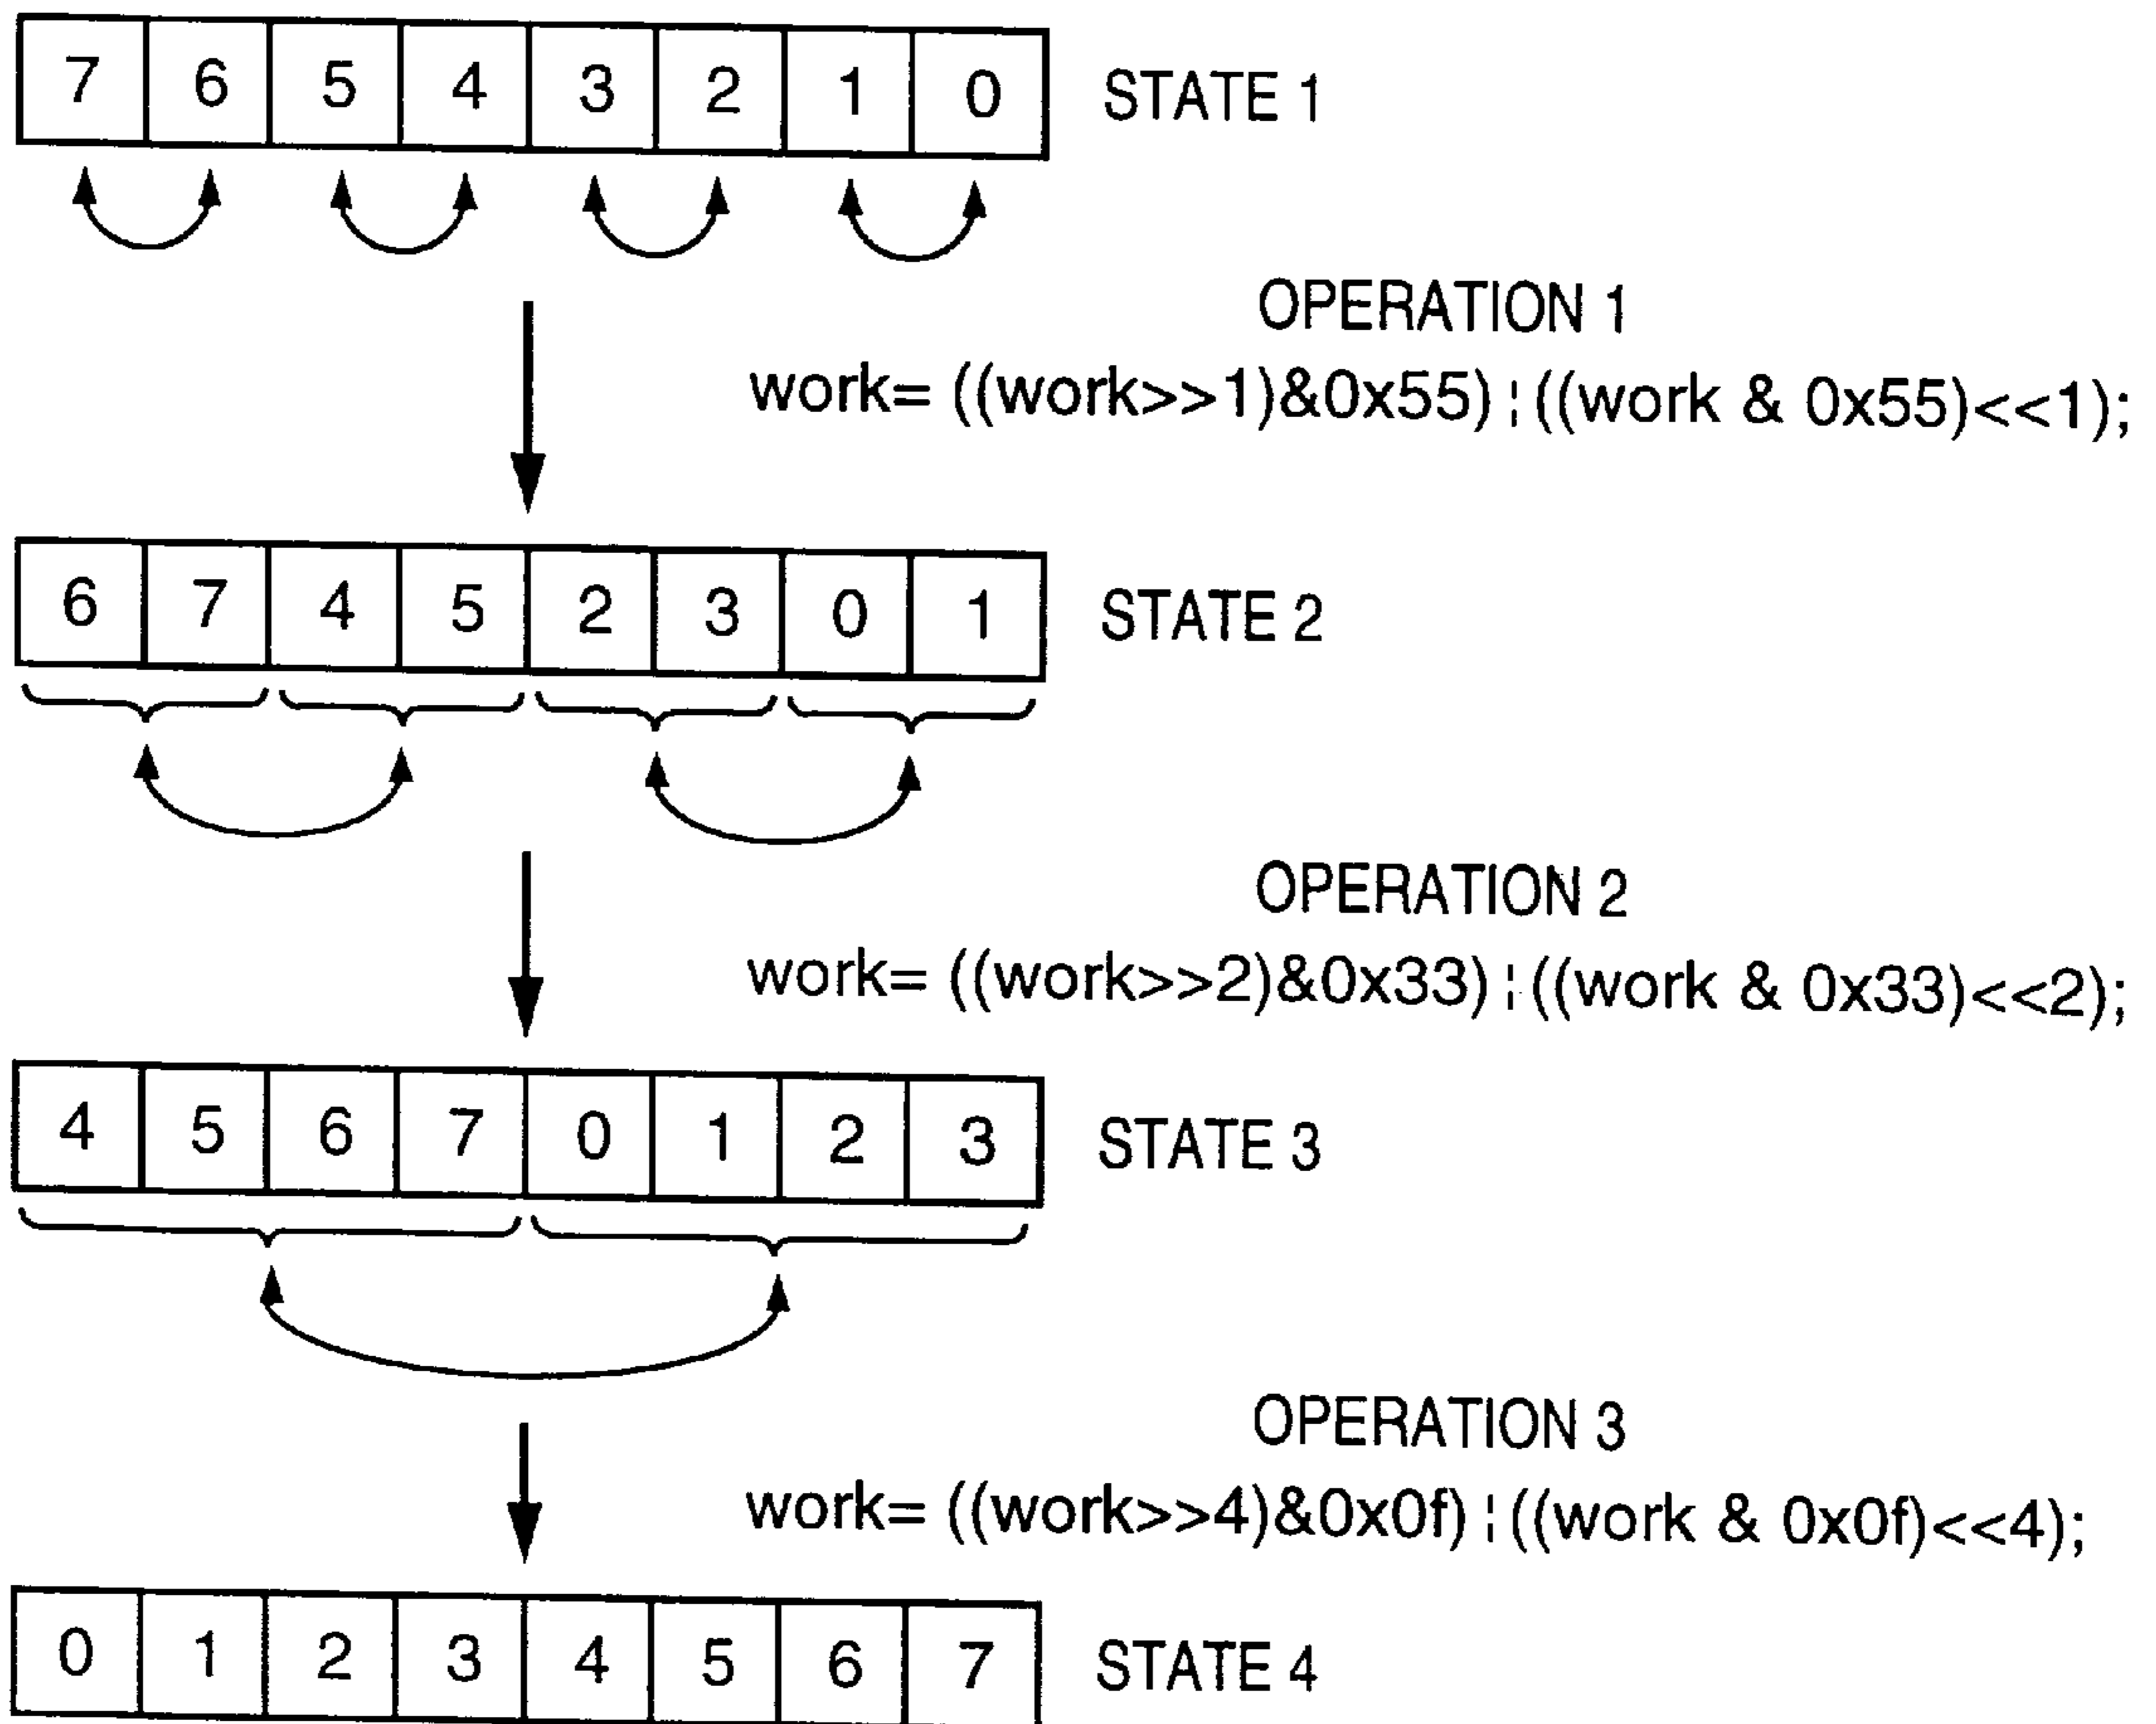 7 6 5 4 3 2 1 0 STATE 1
OPERATION 1
work= ((work>>1)&0x55) ¦ ((work & 0x55)<<1);
6 7 4 5 2 3 0 1 STATE 2
OPERATION 2
work= ((work>>2)&0x33) ¦ ((work & 0x33)<<2);
4 5 6 7 0 1 2 3 STATE 3
OPERATION 3
work= ((work>>4)&0x0f) ¦ ((work & 0x0f)<<4);
0 1 2 3 4 5 6 7 STATE 4